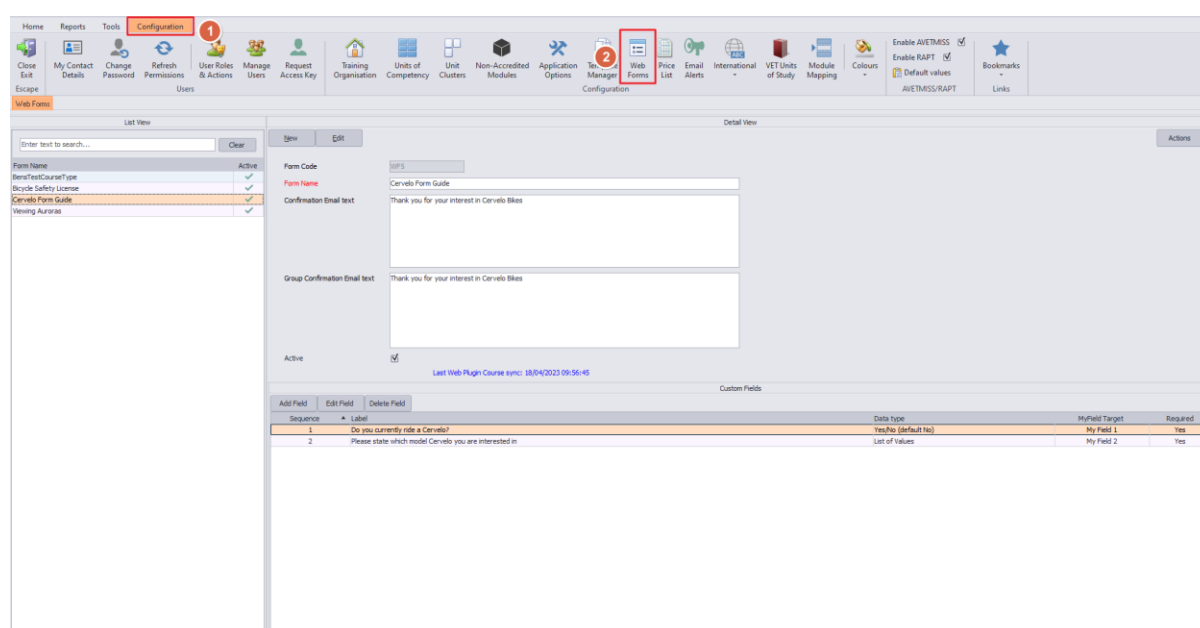 Home Reports Tools Configuration 1
Close Exit My Contact Details Change Password Refresh Permissions User Roles & Actions Manage Users Request Access Key Training Organisation Units of Competency Unit Clusters Non-Accredited Modules Application Options 2 Manager Web Forms Price List Email Alerts International VET Units of Study Module Mapping Colours Enable AVETMISS Enable RAPT Default values Bookmarks
Escape Users Configuration AVETMISS/RAPT Links
Web Forms
List View Detail View
Enter text to search... Clear New Edit Actions
Form Name Active
BensTestCourseType
Bicycle Safety License
Cervelo Form Guide
Viewing Auroras
Form Code WF5
Form Name Cervelo Form Guide
Confirmation Email text Thank you for your interest in Cervelo Bikes
Group Confirmation Email text Thank you for your interest in Cervelo Bikes
Active
Last Web Plugin Course sync: 18/04/2023 09:56:45
Custom Fields
Add Field Edit Field Delete Field
Sequence Label Data type MyField Target Required
1 Do you currently ride a Cervelo? Yes/No (default No) My Field 1 Yes
2 Please state which model Cervelo you are interested in List of Values My Field 2 Yes